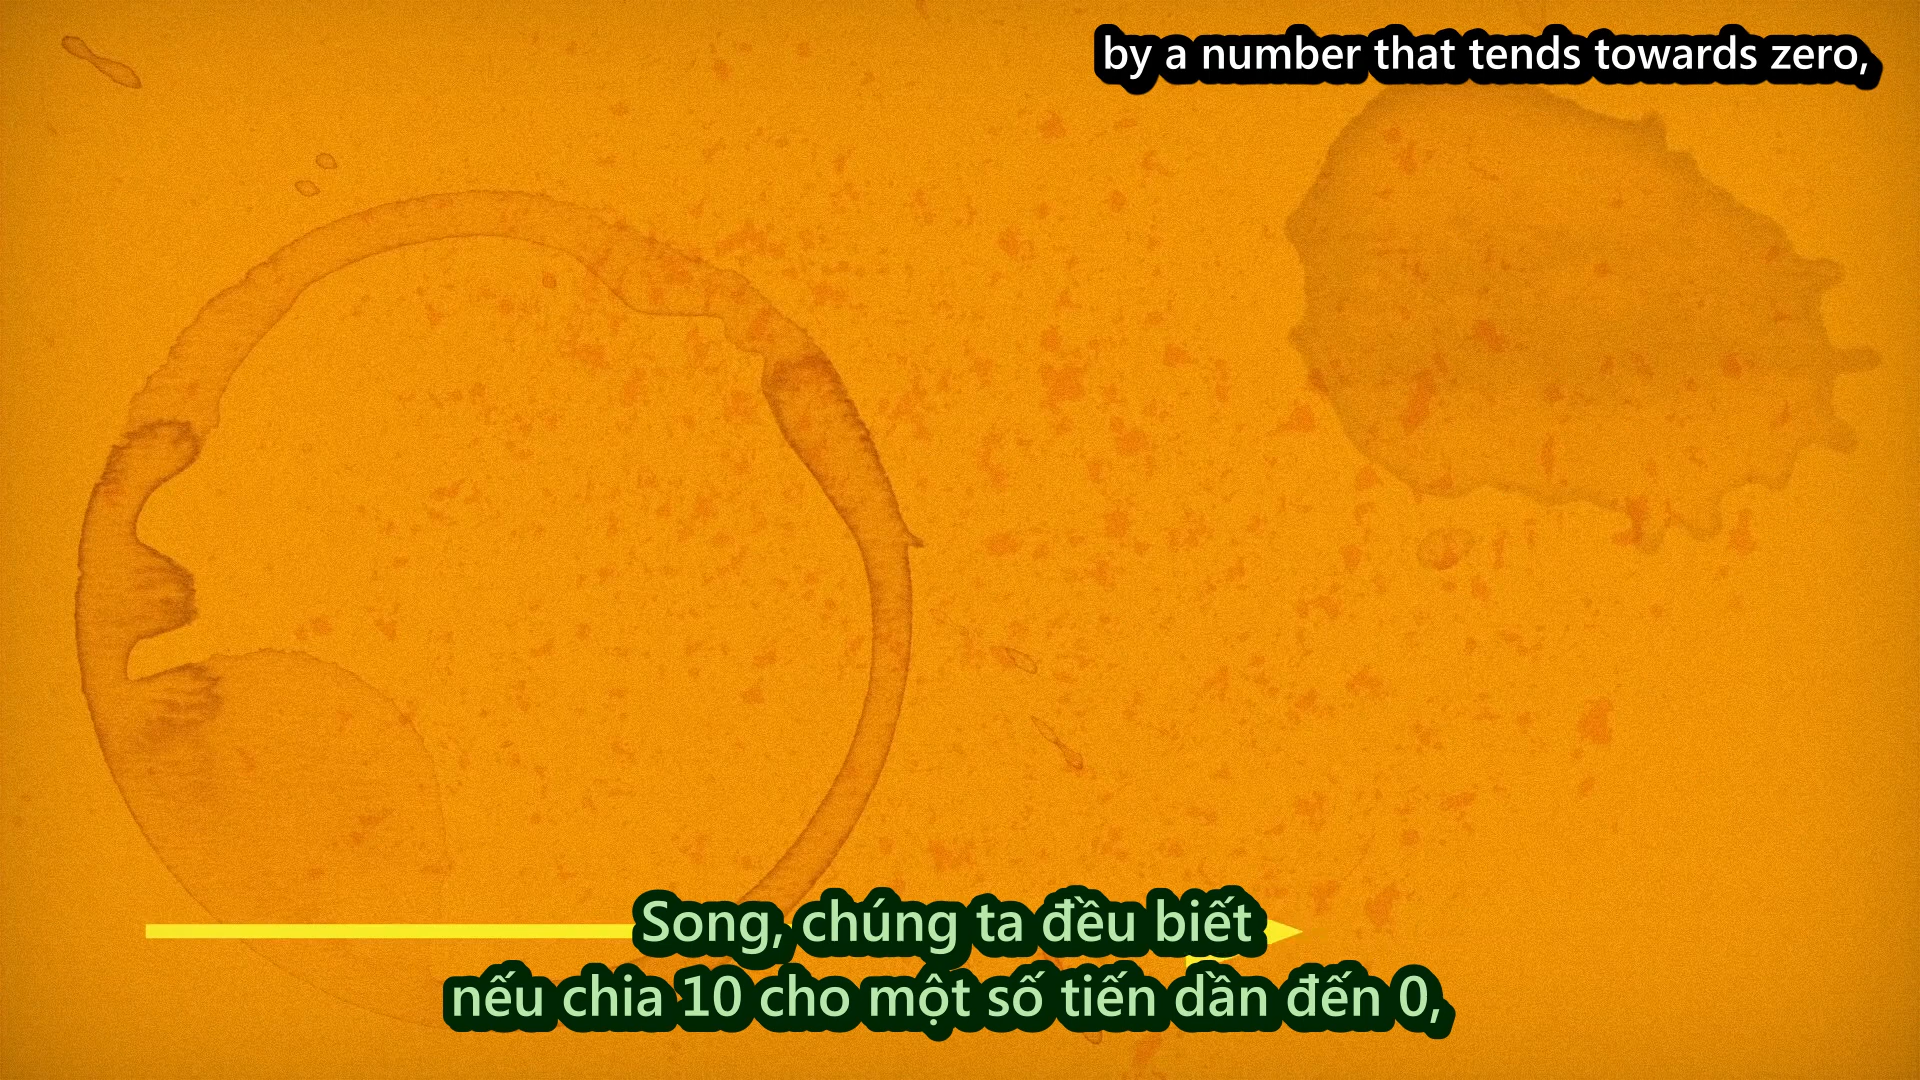 by a number that tends towards zero,
Song, chúng ta đều biết
nếu chia 10 cho một số tiến dần đến 0,